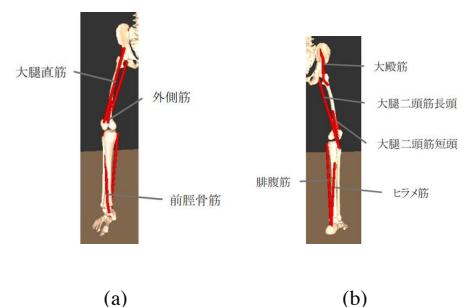 大腿直筋
外側筋
前脛骨筋
(a)
大殿筋
大腿二頭筋長頭
大腿二頭筋短頭
腓腹筋
ヒラメ筋
(b)